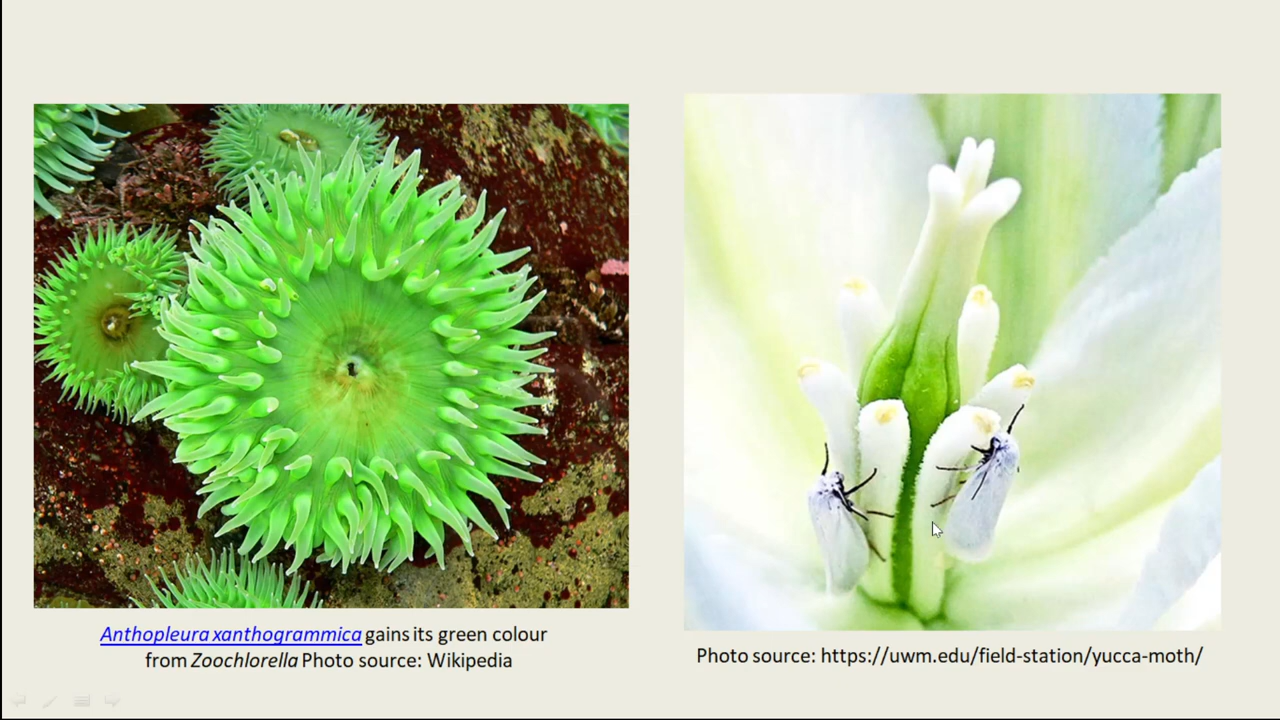 Anthopleura xanthogrammica gains its green colour
from Zoochlorella Photo source: Wikipedia
Photo source: https://uwm.edu/field-station/yucca-moth/